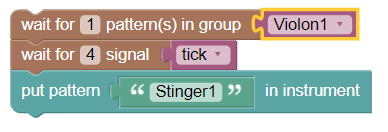 wait for 1 pattern(s) in group Violon1
wait for 4 signal tick
put pattern “ Stinger1 ” in instrument